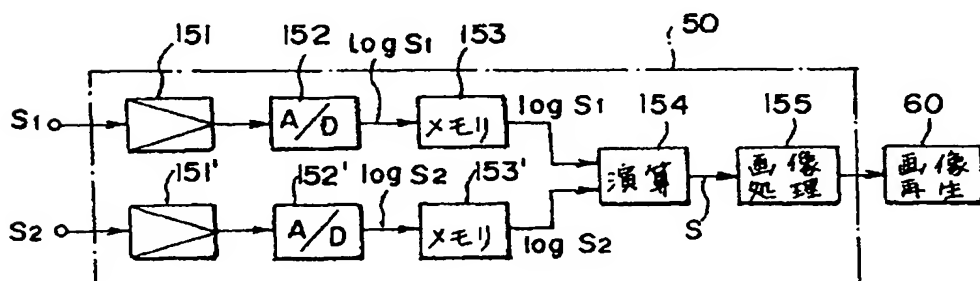 151 152 log S1 153 50
S1 A/D メモリ log S1 154 155 60
演算 画像処理 画像再生
151' 152' log S2 153' S
S2 A/D メモリ log S2